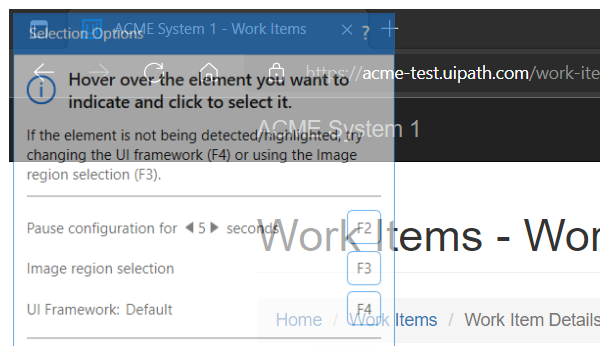 Selection Options ?
ACME System 1 - Work Items
https://acme-test.uipath.com/work-ite
Hover over the element you want to
indicate and click to select it.
ACME System 1
If the element is not being detected/highlighted, try
changing the UI framework (F4) or using the Image
region selection (F3).
Pause configuration for 5 seconds F2
Work Items - Wor
Image region selection F3
UI Framework: Default F4
Home / Work Items / Work Item Details